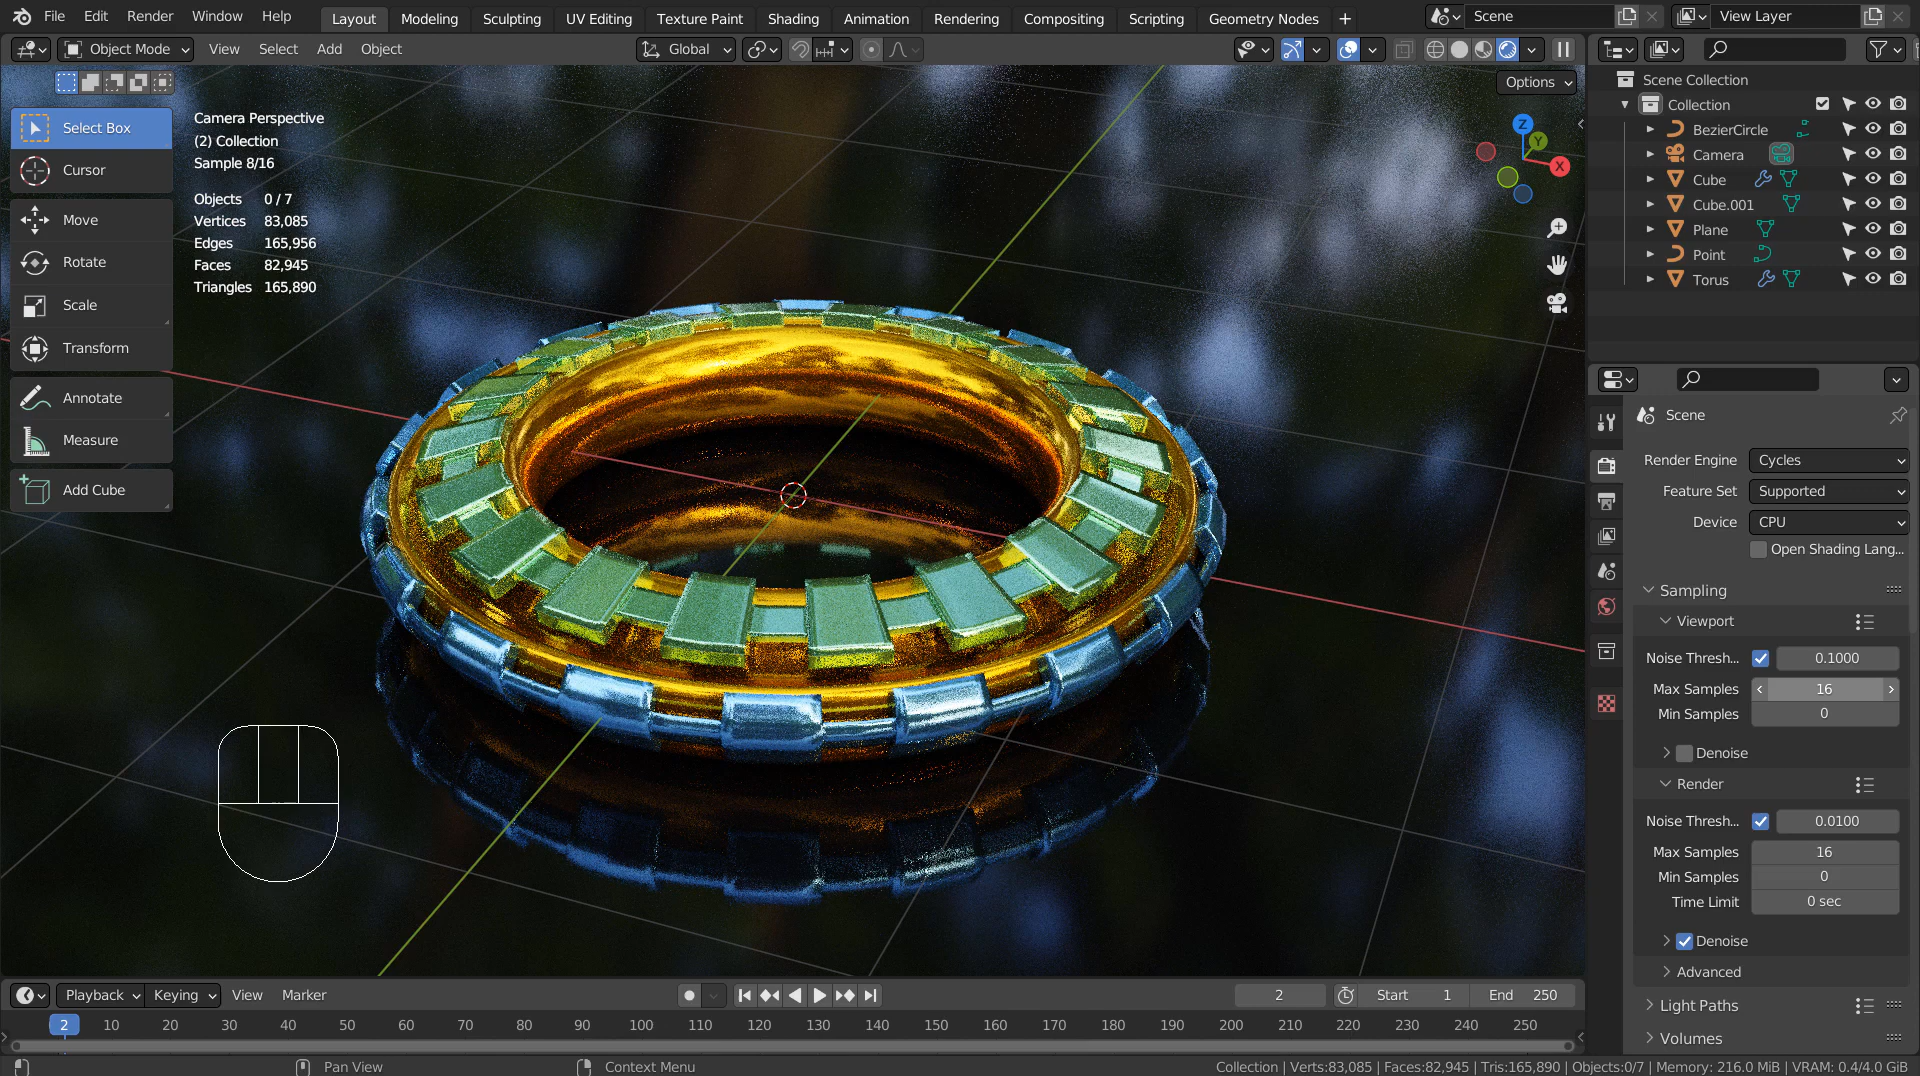 File Edit Render Window Help Layout Modeling Sculpting UV Editing Texture Paint Shading Animation Rendering Compositing Scripting Geometry Nodes + Scene View Layer
Object Mode View Select Add Object Global
Options
Select Box
Cursor
Move
Rotate
Scale
Transform
Annotate
Measure
Add Cube
Camera Perspective
(2) Collection
Sample 8/16
Objects 0 / 7
Vertices 83,085
Edges 165,956
Faces 82,945
Triangles 165,890
Z
Y
X
Scene Collection
Collection
BezierCircle
Camera
Cube
Cube.001
Plane
Point
Torus
Scene
Render Engine Cycles
Feature Set Supported
Device CPU
Open Shading Lang...
Sampling
Viewport
Noise Thresh... 0.1000
Max Samples 16
Min Samples 0
Denoise
Render
Noise Thresh... 0.0100
Max Samples 16
Min Samples 0
Time Limit 0 sec
Denoise
Advanced
Light Paths
Volumes
Playback Keying View Marker 2 Start 1 End 250
2 10 20 30 40 50 60 70 80 90 100 110 120 130 140 150 160 170 180 190 200 210 220 230 240 250
Pan View Context Menu Collection | Verts:83,085 | Faces:82,945 | Tris:165,890 | Objects:0/7 | Memory: 216.0 MiB | VRAM: 0.4/4.0 GiB